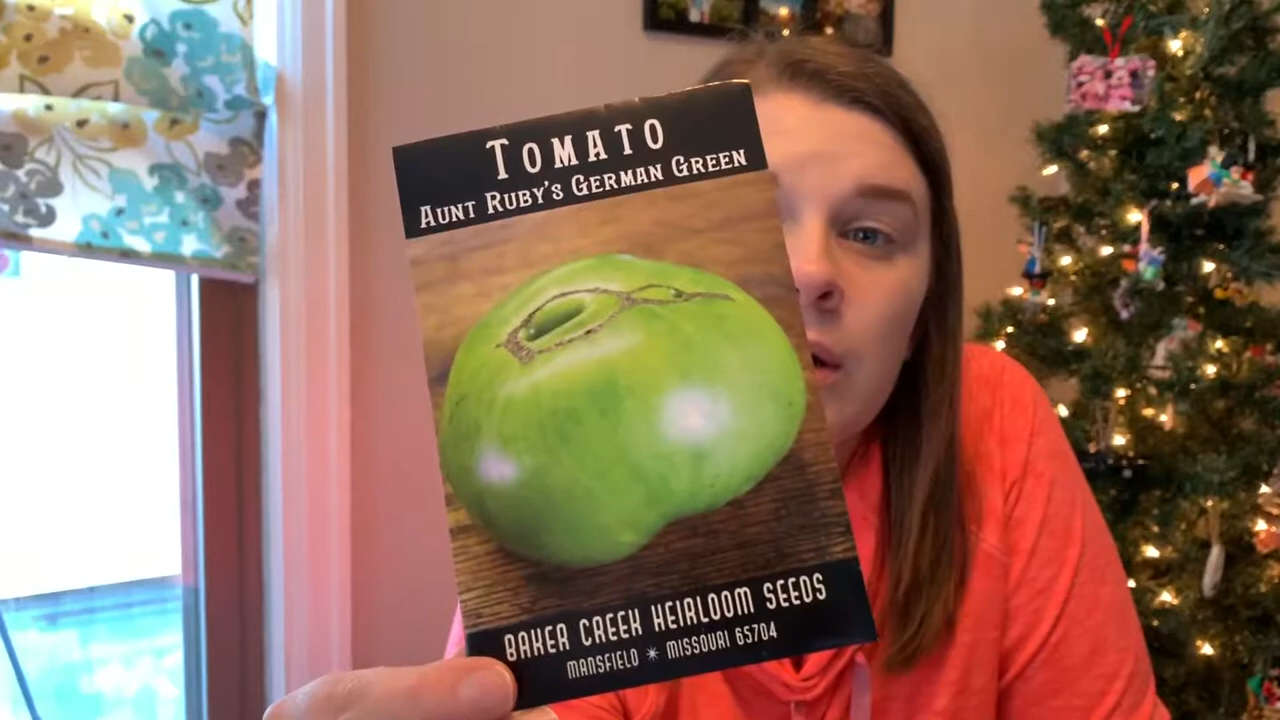 TOMATO
AUNT RUBY'S GERMAN GREEN
BAKER CREEK HEIRLOOM SEEDS
MANSFIELD ✴ MISSOURI 65704